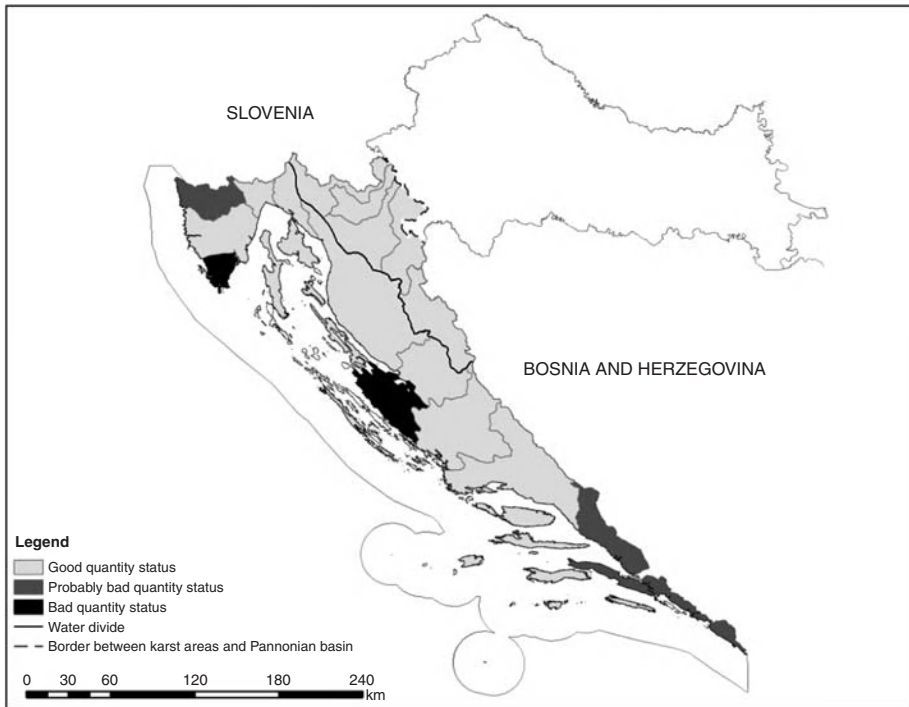 SLOVENIA
BOSNIA AND HERZEGOVINA
Legend
Good quantity status
Probably bad quantity status
Bad quantity status
Water divide
Border between karst areas and Pannonian basin
0 30 60 120 180 240
km